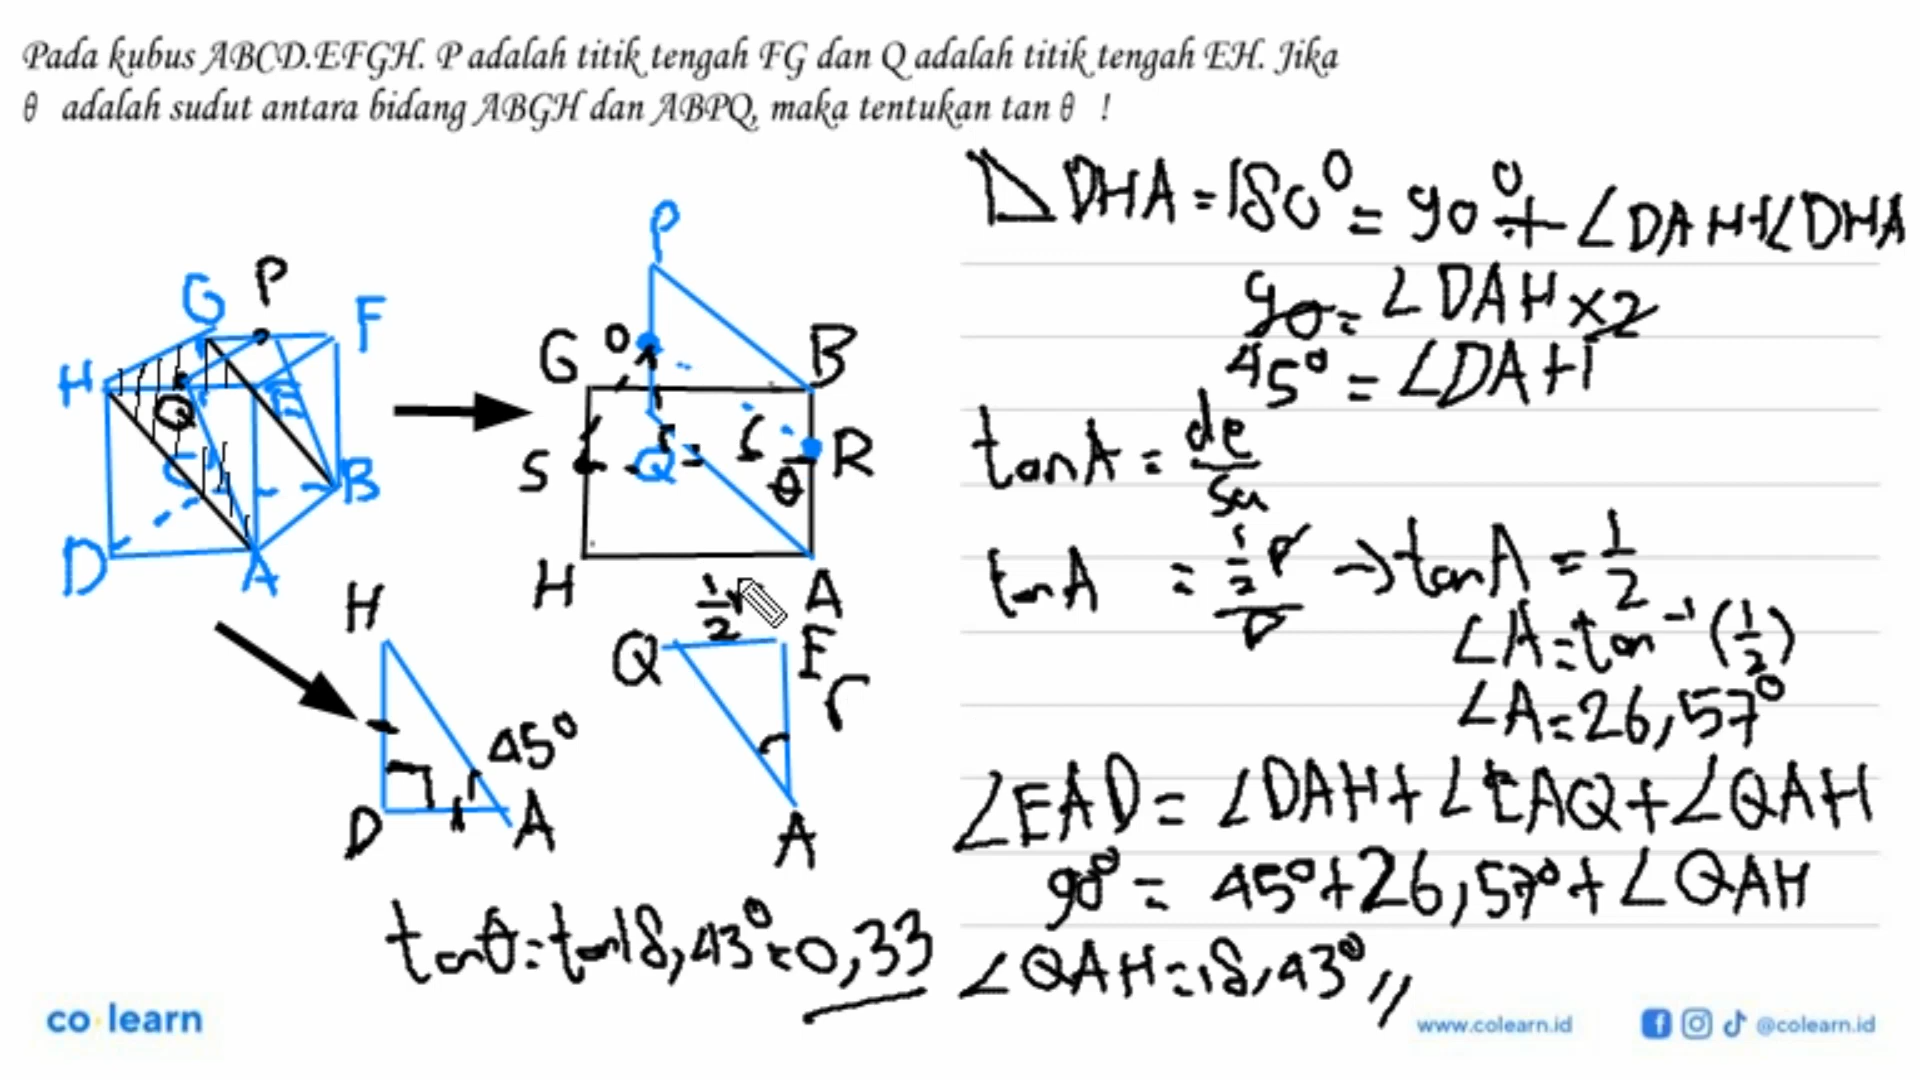 Pada kubus ABCD.EFGH. P adalah titik tengah FG dan Q adalah titik tengah EH. Jika
θ adalah sudut antara bidang ABGH dan ABPQ, maka tentukan tan θ !
G P F
H Q E
C B
D A
P
G O B
S Q θ R
H A
H
45°
D A
1/2 r
Q E
r
A
△ DHA = 180° = 90° + ∠DAH + ∠DHA
90 = ∠DAH × 2
45° = ∠DAH
tan A = de/sa
tan A = 1/2 r / r → tan A = 1/2
∠A = tan⁻¹ (1/2)
∠A = 26,57°
∠EAD = ∠DAH + ∠EAQ + ∠QAH
90° = 45° + 26,57° + ∠QAH
∠QAH = 18,43° //
tan θ = tan 18,43° = 0,33
co learn
www.colearn.id
@colearn.id